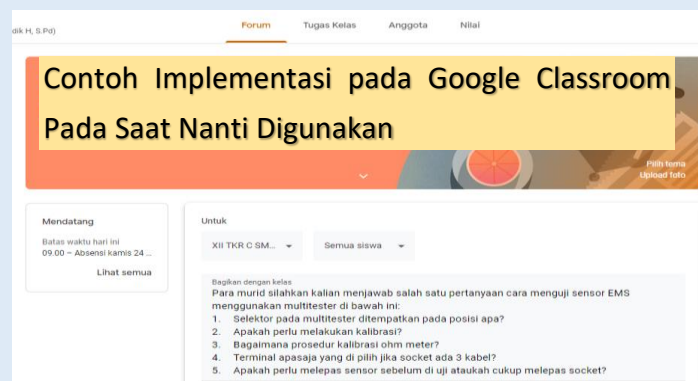 dik H, S.Pd)
Forum Tugas Kelas Anggota Nilai
Contoh Implementasi pada Google Classroom
Pada Saat Nanti Digunakan
Pilih tema
Upload foto
Mendatang
Batas waktu hari ini
09.00 – Absensi kamis 24 ...
Lihat semua
Untuk
XII TKR C SM...
Semua siswa
Bagikan dengan kelas
Para murid silahkan kalian menjawab salah satu pertanyaan cara menguji sensor EMS
menggunakan multitester di bawah ini:
1. Selektor pada multitester ditempatkan pada posisi apa?
2. Apakah perlu melakukan kalibrasi?
3. Bagaimana prosedur kalibrasi ohm meter?
4. Terminal apasaja yang di pilih jika socket ada 3 kabel?
5. Apakah perlu melepas sensor sebelum di uji ataukah cukup melepas socket?